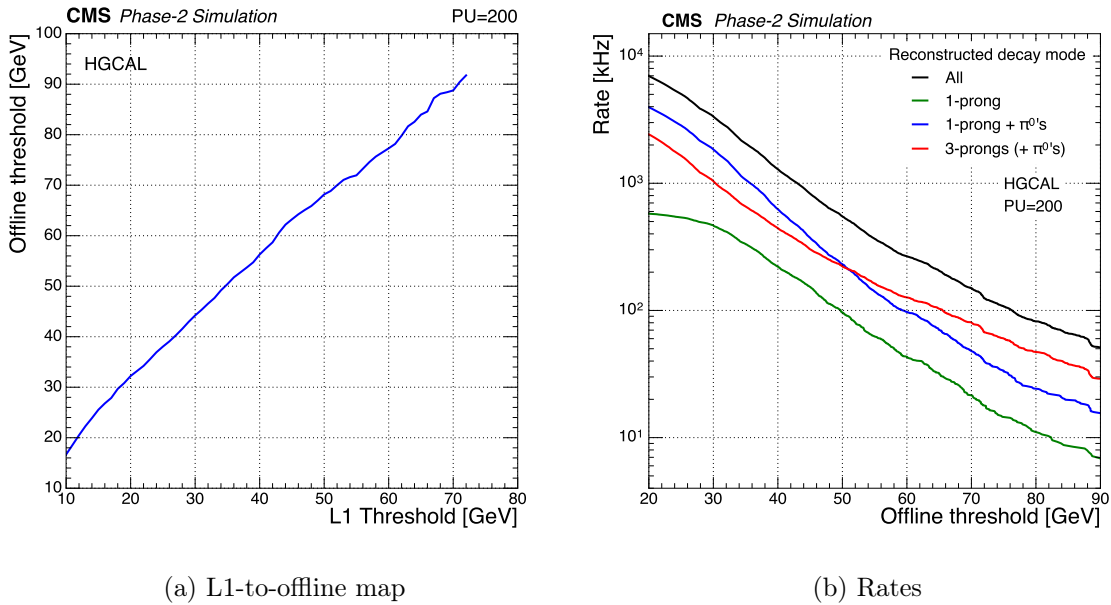 CMS Phase-2 Simulation PU=200
HGCAL
Offline threshold [GeV]
100
90
80
70
60
50
40
30
20
10
10 20 30 40 50 60 70 80
L1 Threshold [GeV]
(a) L1-to-offline map
CMS Phase-2 Simulation
Rate [kHz]
10⁴
10³
10²
10¹
Reconstructed decay mode
All
1-prong
1-prong + π⁰'s
3-prongs (+ π⁰'s)
HGCAL
PU=200
20 30 40 50 60 70 80 90
Offline threshold [GeV]
(b) Rates